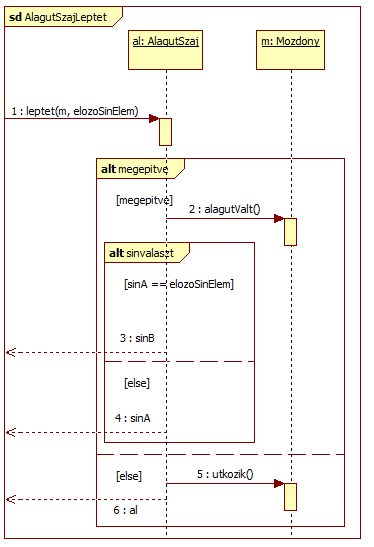 sd AlagutSzajLeptet
al: AlagutSzaj
m: Mozdony
1 : leptet(m, elozoSinElem)
alt megepitve
[megepitve]
2 : alagutValt()
alt sinvalaszt
[sinA == elozoSinElem]
3 : sinB
[else]
4 : sinA
[else]
5 : utkozik()
6 : al